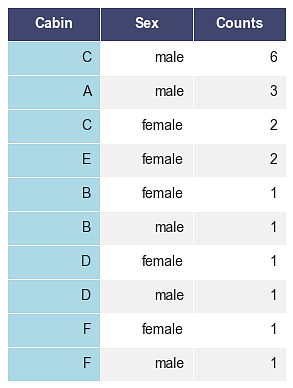 Cabin Sex Counts
C male 6
A male 3
C female 2
E female 2
B female 1
B male 1
D female 1
D male 1
F female 1
F male 1